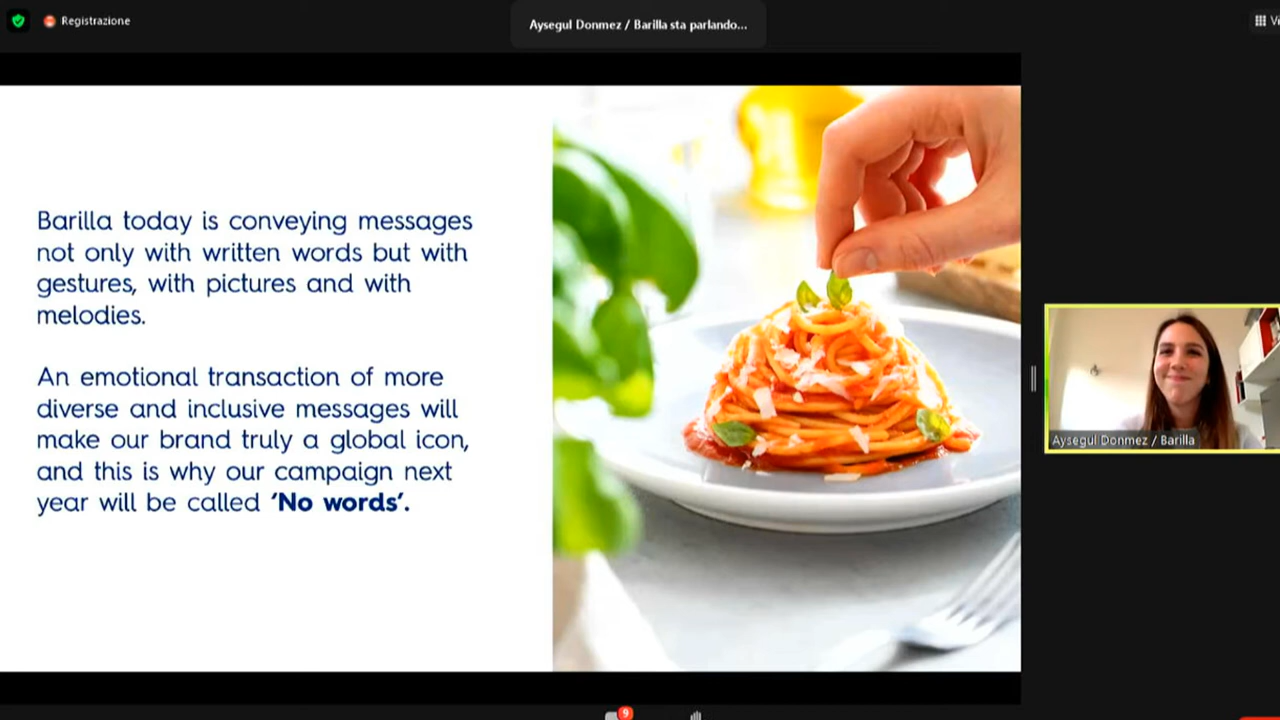 Registrazione
Aysegul Donmez / Barilla sta parlando...
Barilla today is conveying messages
not only with written words but with
gestures, with pictures and with
melodies.
An emotional transaction of more
diverse and inclusive messages will
make our brand truly a global icon,
and this is why our campaign next
year will be called ‘No words’.
Aysegul Donmez / Barilla
9